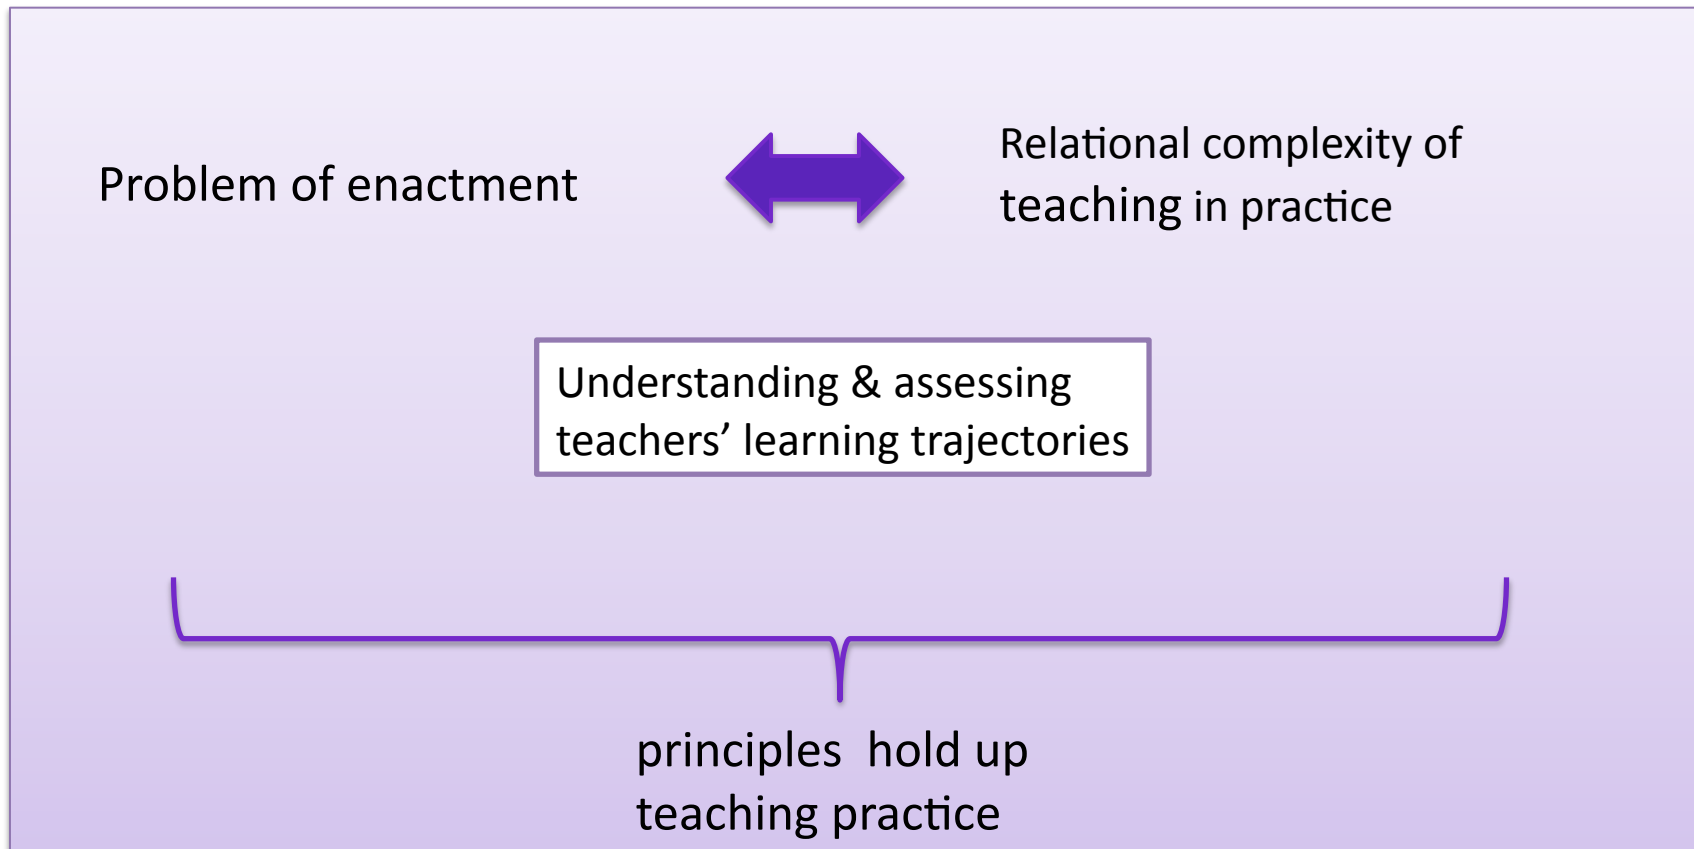 Problem of enactment
Relational complexity of
teaching in practice
Understanding & assessing
teachers’ learning trajectories
principles  hold up
teaching practice